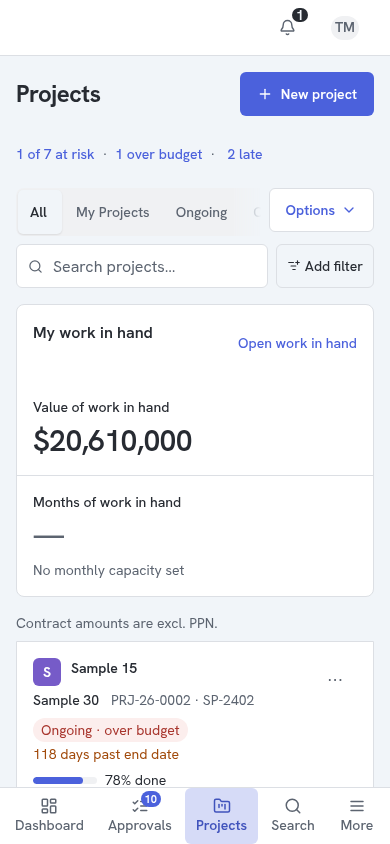 1
TM
Projects
New project
1 of 7 at risk · 1 over budget · 2 late
All
My Projects
Ongoing
Options
Search projects...
Add filter
My work in hand
Open work in hand
Value of work in hand
$20,610,000
Months of work in hand
—
No monthly capacity set
Contract amounts are excl. PPN.
S
Sample 15
...
Sample 30 PRJ-26-0002 · SP-2402
Ongoing · over budget
118 days past end date
78% done
10
Dashboard
Approvals
Projects
Search
More